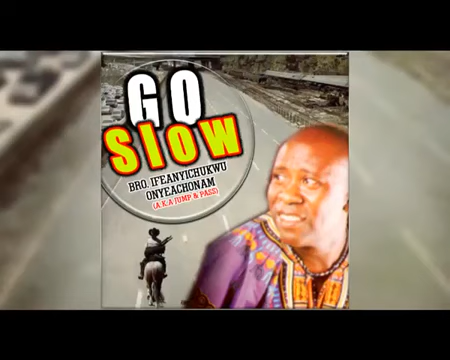 GO
Slow
BRO. IFEANYICHUKWU
ONYEACHONAM
(A.K.A JUMP & PASS)